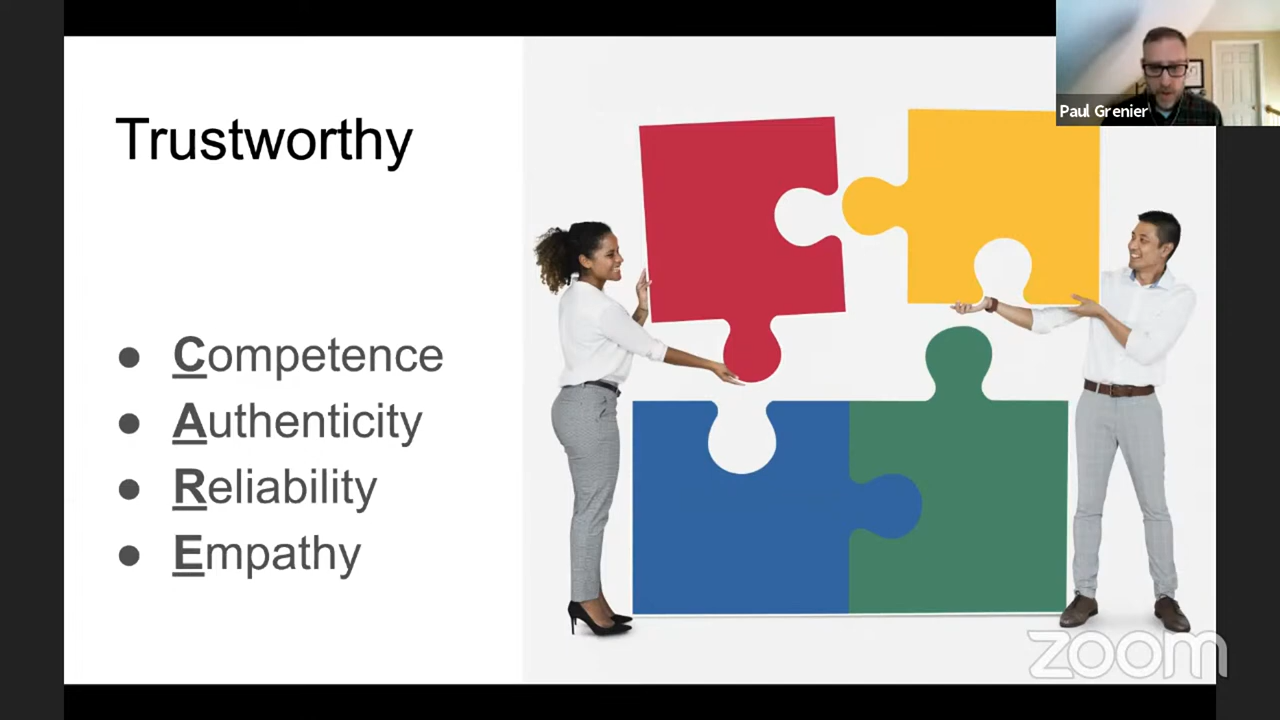 Trustworthy
Paul Grenier
● Competence
● Authenticity
● Reliability
● Empathy
zoom